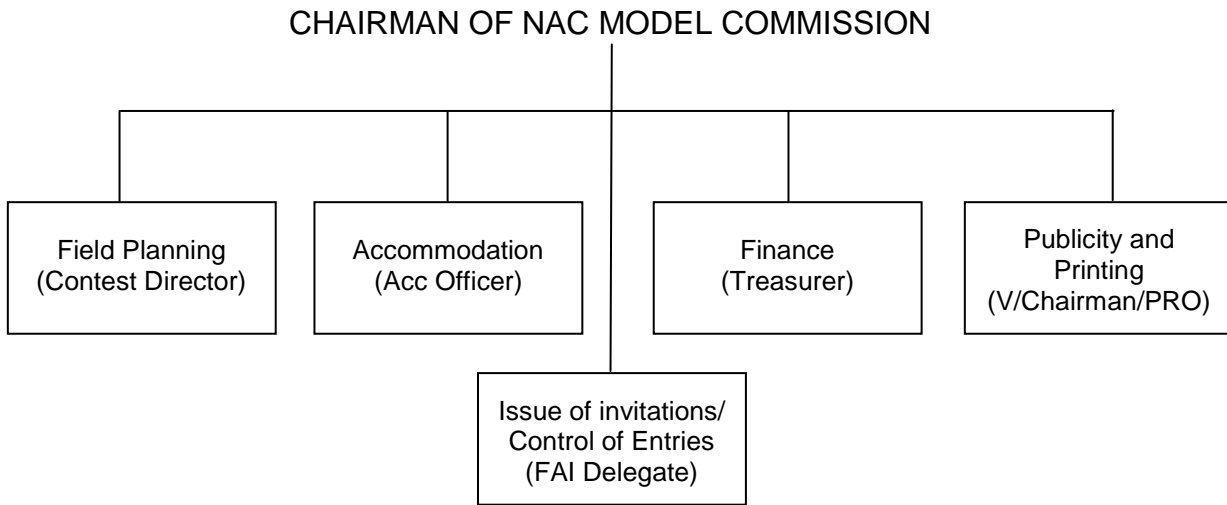 CHAIRMAN OF NAC MODEL COMMISSION
Field Planning
(Contest Director)
Accommodation
(Acc Officer)
Finance
(Treasurer)
Publicity and
Printing
(V/Chairman/PRO)
Issue of invitations/
Control of Entries
(FAI Delegate)